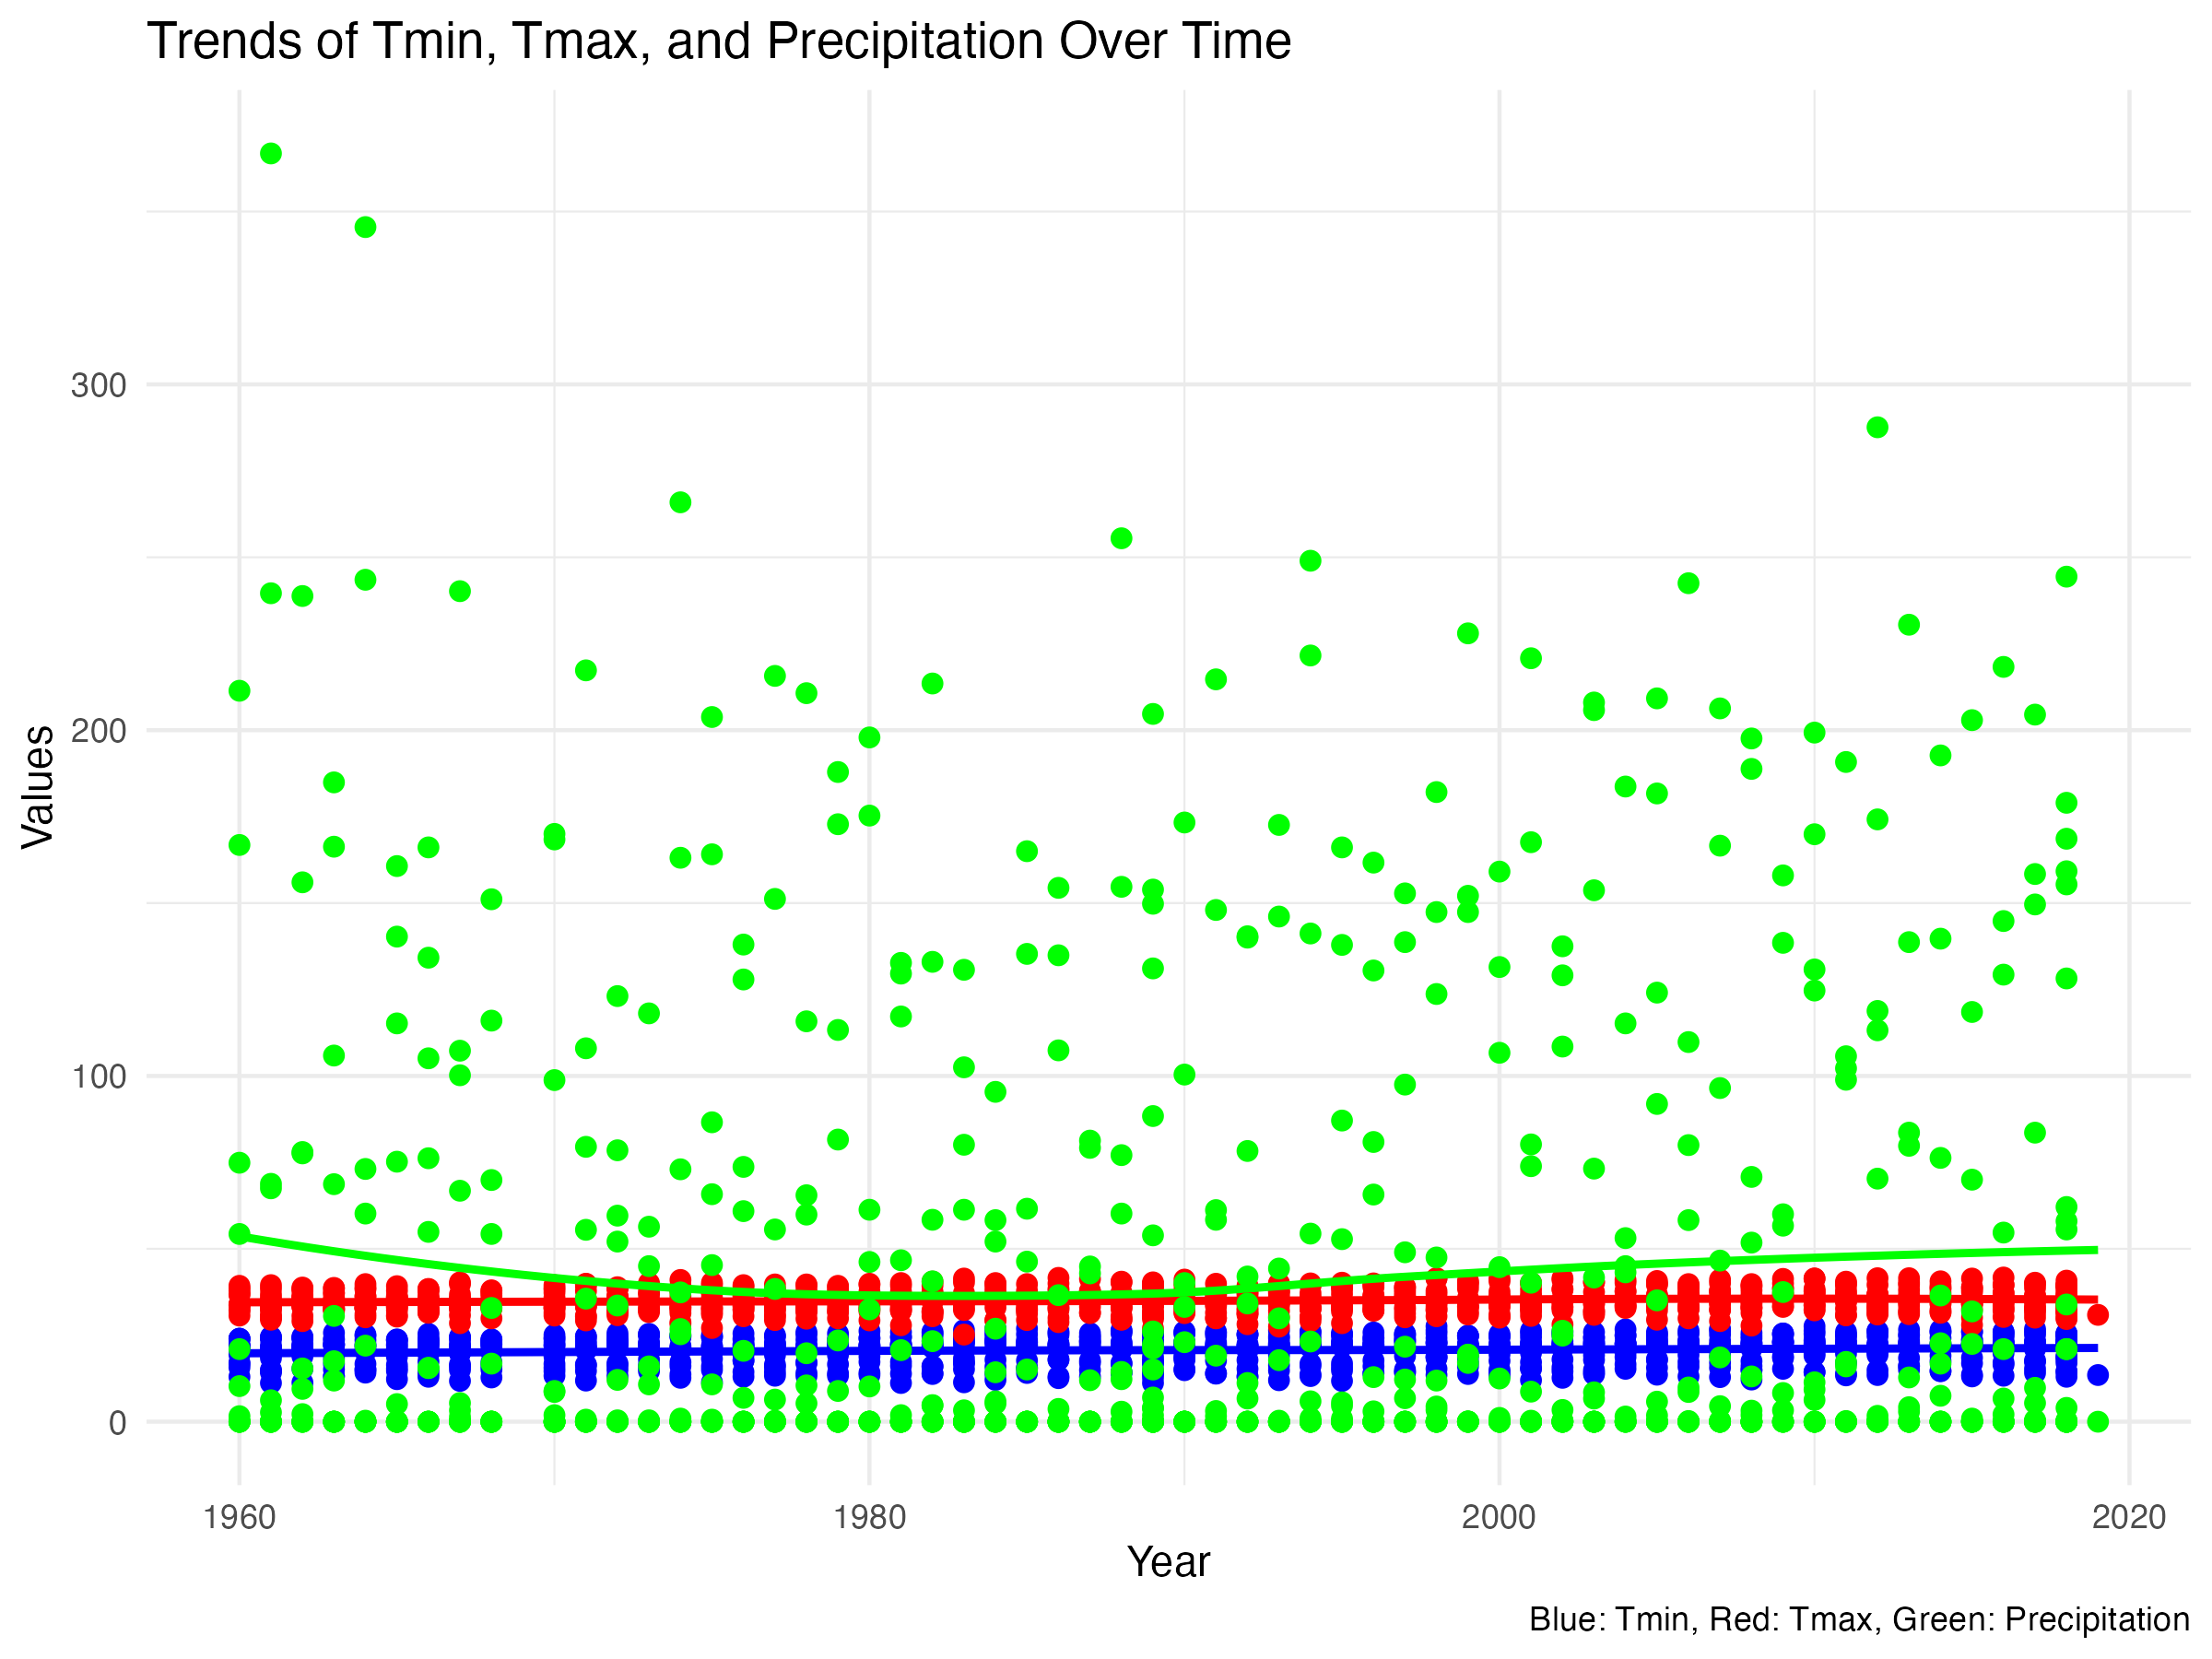 Trends of Tmin, Tmax, and Precipitation Over Time
Values
300
200
100
0
1960
1980
2000
2020
Year
Blue: Tmin, Red: Tmax, Green: Precipitation